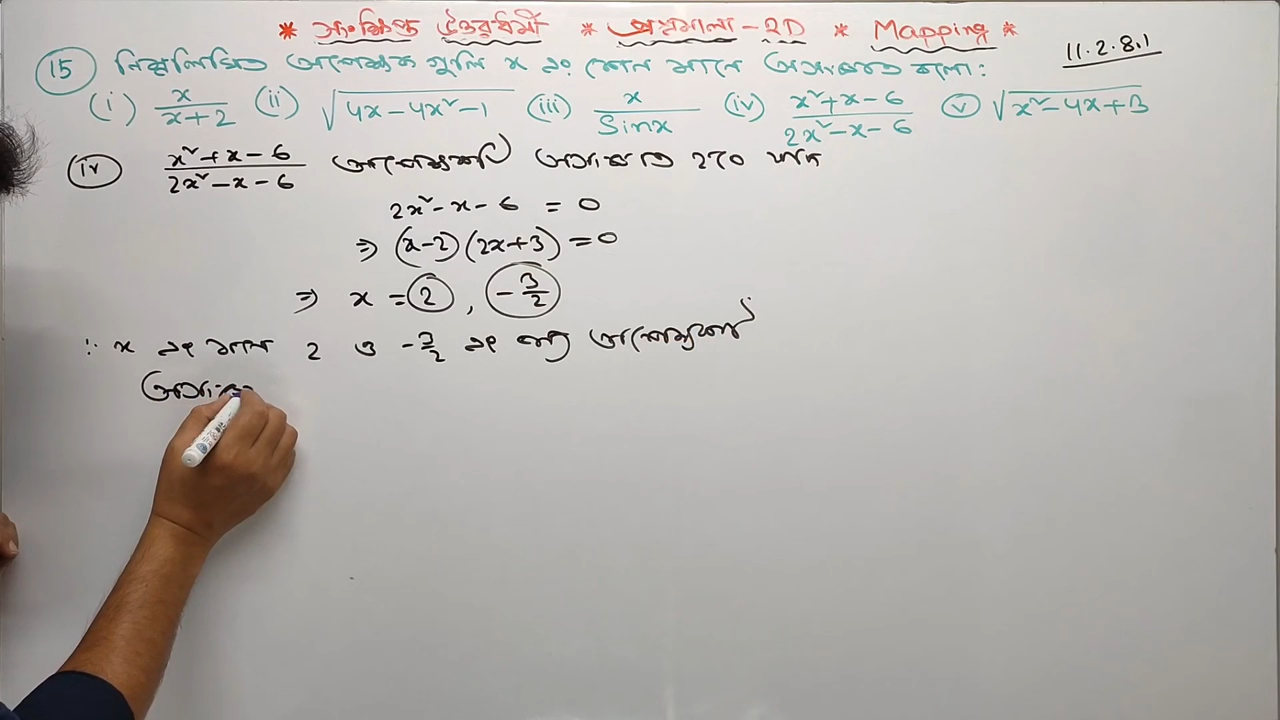 * সংক্ষিপ্ত উত্তরধর্মী * প্রশ্নমালা - 2D * Mapping *
11.2.8.1
15 নিম্নলিখিত অপেক্ষক গুলি x এর কোন মানে অসংজ্ঞাত বলো:
(i) x/(x+2) (ii) √(4x-4x²-1) (iii) x/Sinx (iv) (x²+x-6)/(2x²-x-6) (v) √(x²-4x+3)
(iv) (x²+x-6)/(2x²-x-6) অপেক্ষকটি অসংজ্ঞাত হবে যদি
2x²-x-6 = 0
⇒ (x-2)(2x+3) = 0
⇒ x = 2, -3/2
∴ x এর মান 2 ও -3/2 এর জন্য অপেক্ষকটি
অসংজ্ঞা